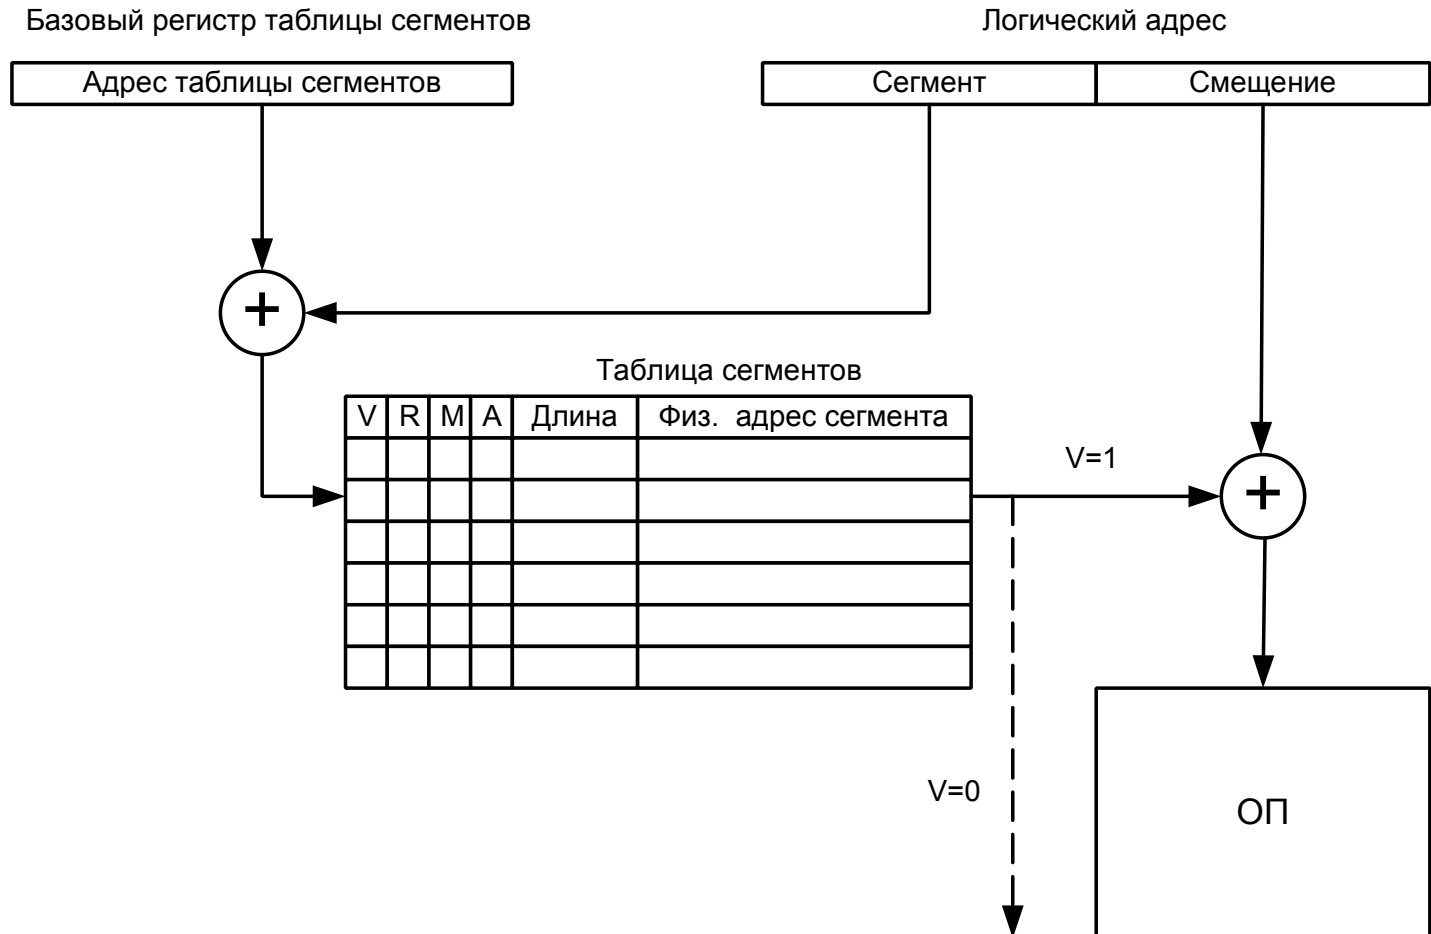 Базовый регистр таблицы сегментов
Логический адрес
Адрес таблицы сегментов
Сегмент
Смещение
+
Таблица сегментов
V R M A Длина Физ. адрес сегмента
V=1
+
V=0
ОП